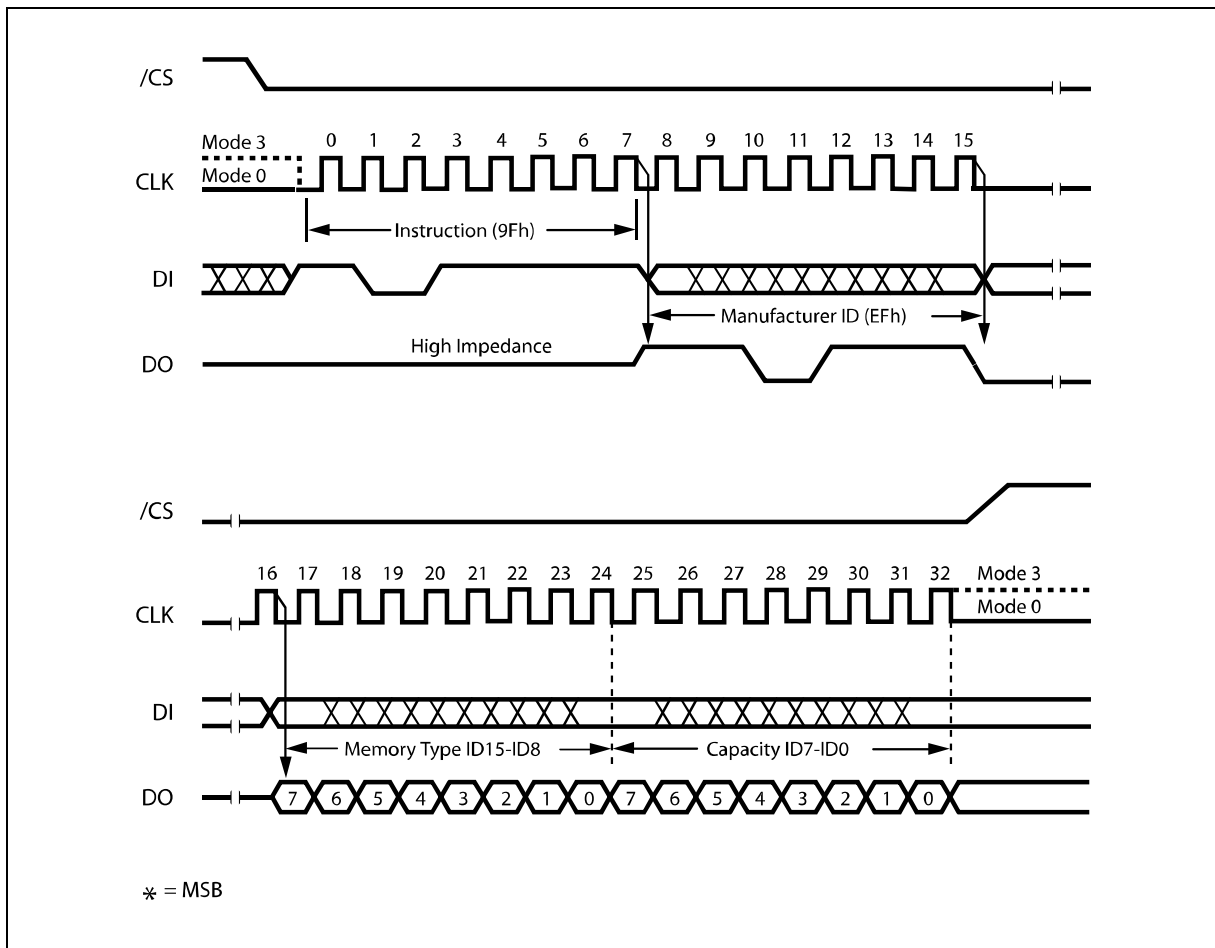 /CS
Mode 3
0 1 2 3 4 5 6 7 8 9 10 11 12 13 14 15
Mode 0
CLK
Instruction (9Fh)
DI
Manufacturer ID (EFh)
High Impedance
DO
/CS
16 17 18 19 20 21 22 23 24 25 26 27 28 29 30 31 32
Mode 3
Mode 0
CLK
DI
Memory Type ID15-ID8
Capacity ID7-ID0
DO
7 6 5 4 3 2 1 0 7 6 5 4 3 2 1 0
* = MSB